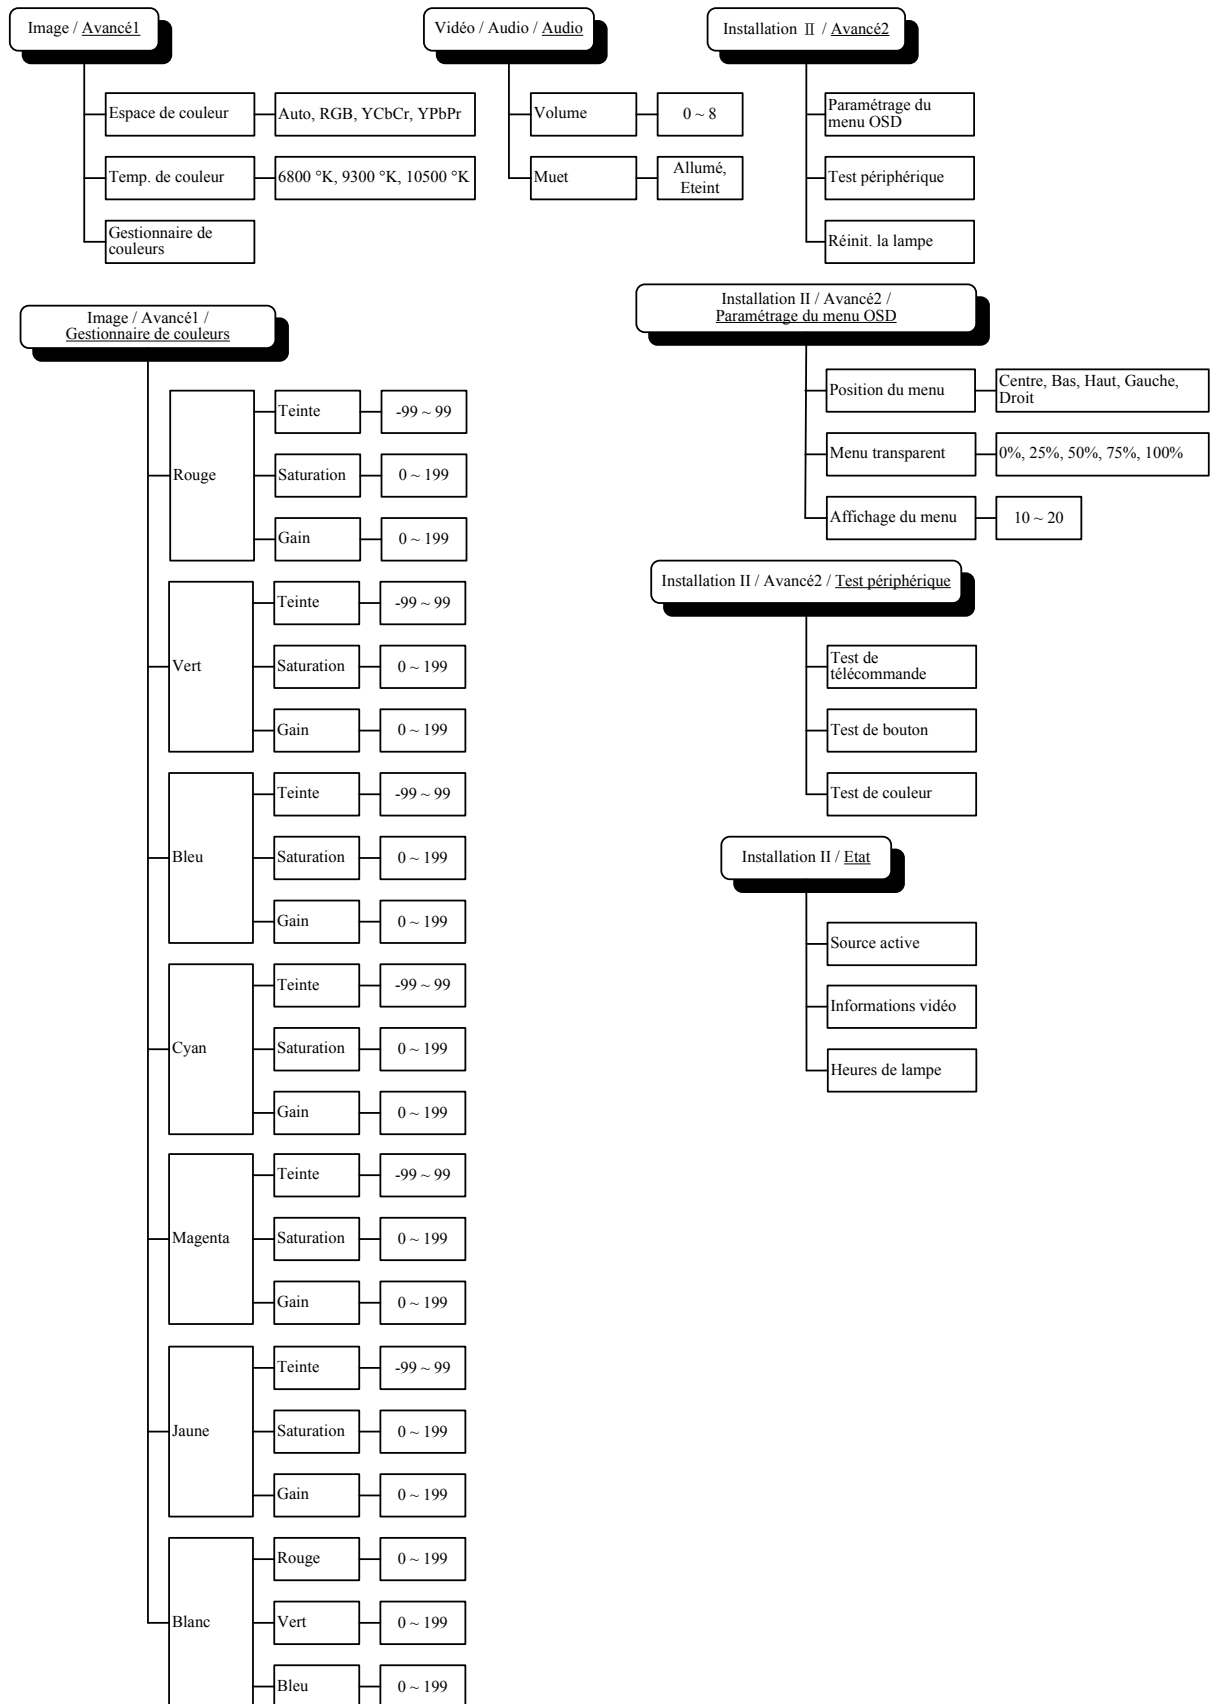 Image / Avancé1
Espace de couleur
Auto, RGB, YCbCr, YPbPr
Temp. de couleur
6800 °K, 9300 °K, 10500 °K
Gestionnaire de
couleurs
Vidéo / Audio / Audio
Volume
0 ~ 8
Muet
Allumé,
Eteint
Installation Ⅱ / Avancé2
Paramétrage du
menu OSD
Test périphérique
Réinit. la lampe
Image / Avancé1 /
Gestionnaire de couleurs
Rouge
Teinte
-99 ~ 99
Saturation
0 ~ 199
Gain
0 ~ 199
Vert
Teinte
-99 ~ 99
Saturation
0 ~ 199
Gain
0 ~ 199
Bleu
Teinte
-99 ~ 99
Saturation
0 ~ 199
Gain
0 ~ 199
Cyan
Teinte
-99 ~ 99
Saturation
0 ~ 199
Gain
0 ~ 199
Magenta
Teinte
-99 ~ 99
Saturation
0 ~ 199
Gain
0 ~ 199
Jaune
Teinte
-99 ~ 99
Saturation
0 ~ 199
Gain
0 ~ 199
Blanc
Rouge
0 ~ 199
Vert
0 ~ 199
Bleu
0 ~ 199
Installation II / Avancé2 /
Paramétrage du menu OSD
Position du menu
Centre, Bas, Haut, Gauche,
Droit
Menu transparent
0%, 25%, 50%, 75%, 100%
Affichage du menu
10 ~ 20
Installation II / Avancé2 / Test périphérique
Test de
télécommande
Test de bouton
Test de couleur
Installation II / Etat
Source active
Informations vidéo
Heures de lampe